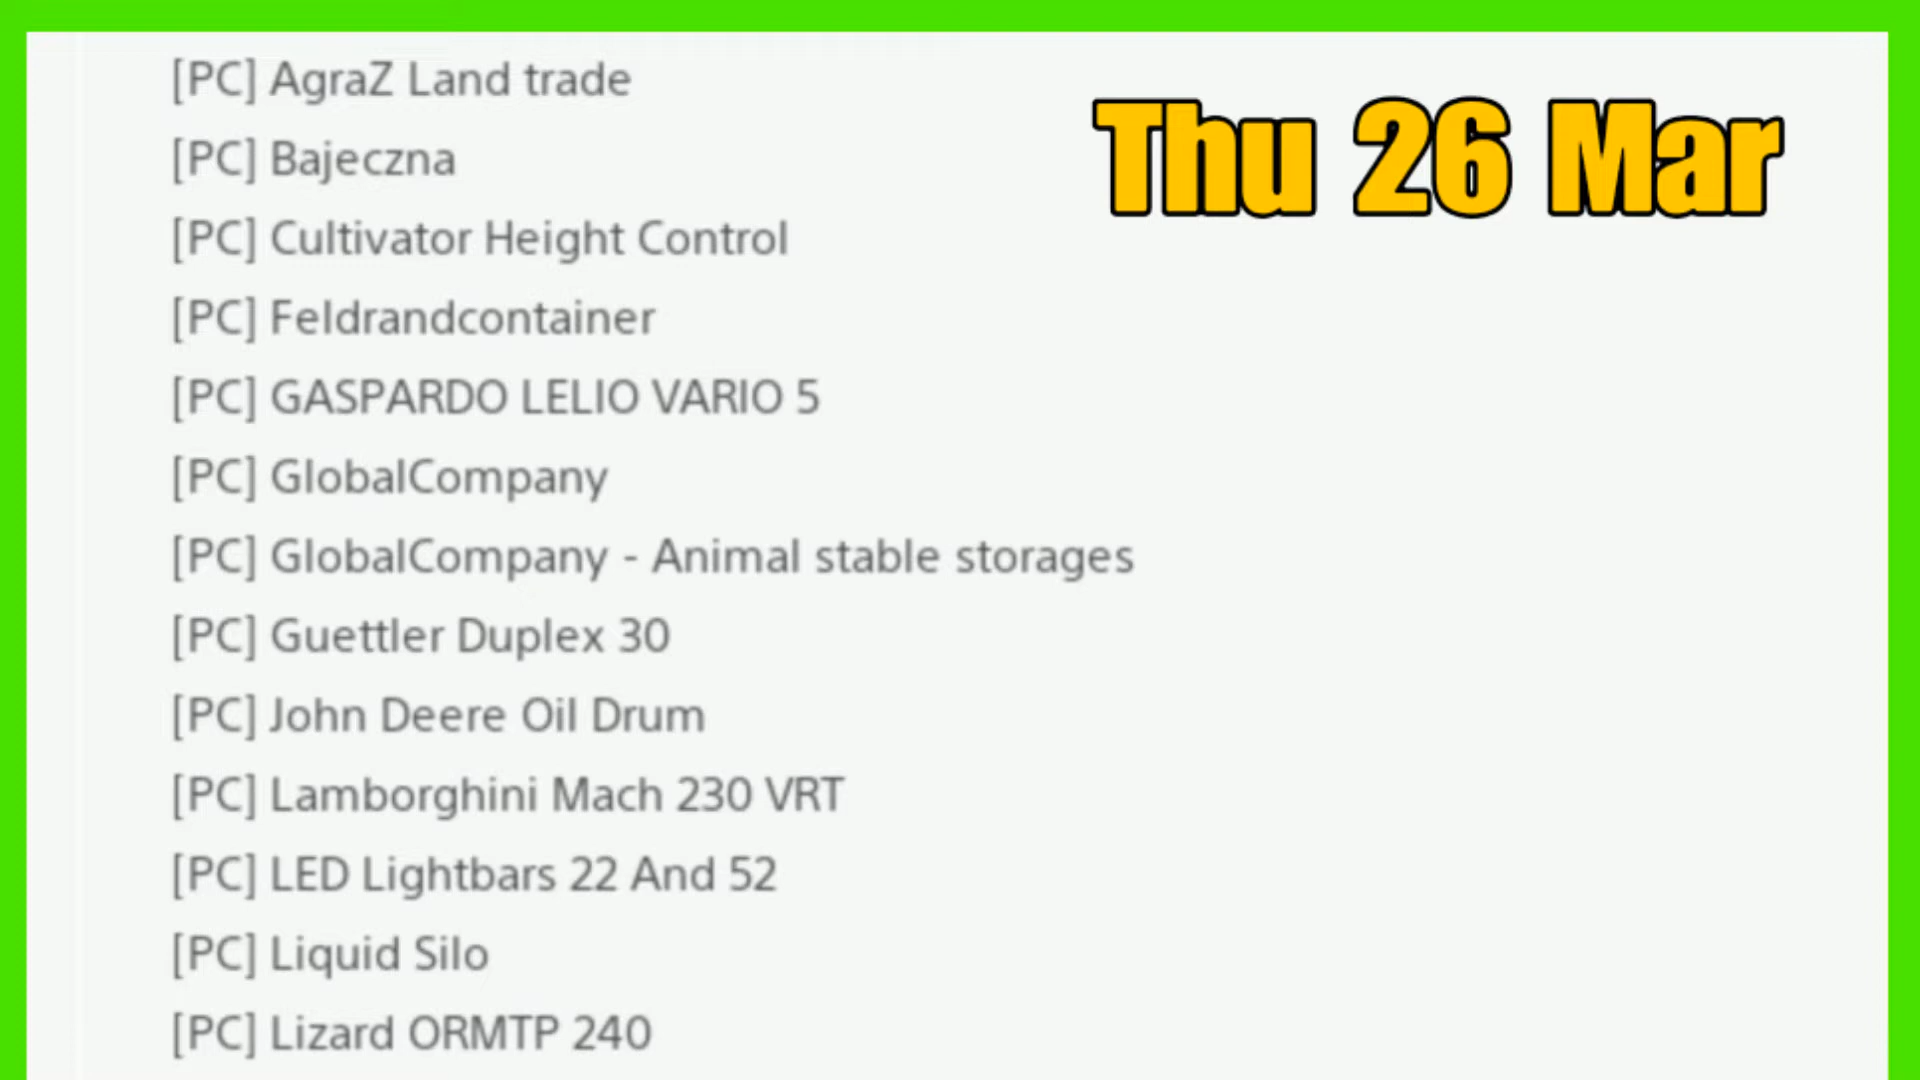 [PC] AgraZ Land trade
Thu 26 Mar
[PC] Bajeczna
[PC] Cultivator Height Control
[PC] Feldrandcontainer
[PC] GASPARDO LELIO VARIO 5
[PC] GlobalCompany
[PC] GlobalCompany - Animal stable storages
[PC] Guettler Duplex 30
[PC] John Deere Oil Drum
[PC] Lamborghini Mach 230 VRT
[PC] LED Lightbars 22 And 52
[PC] Liquid Silo
[PC] Lizard ORMTP 240